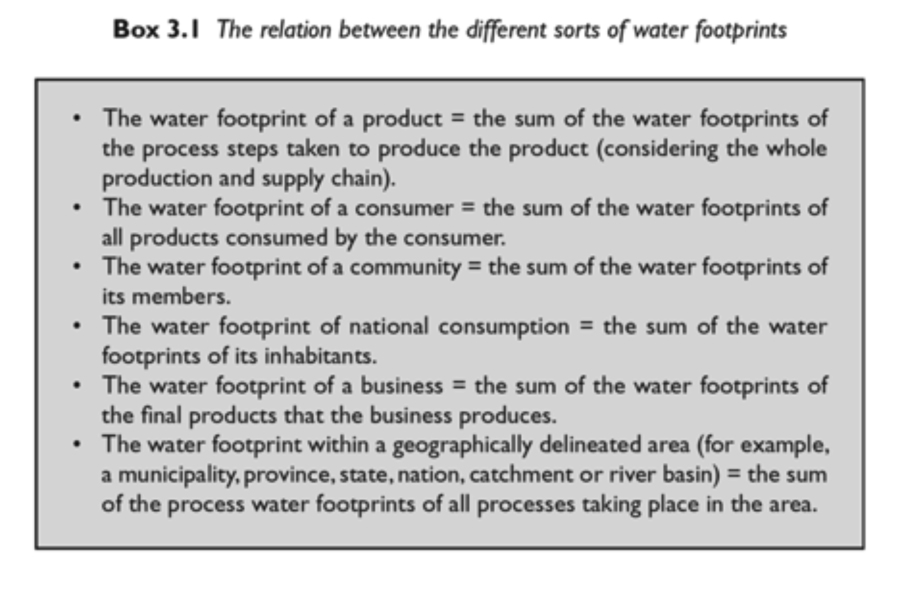 Box 3.1 The relation between the different sorts of water footprints
• The water footprint of a product = the sum of the water footprints of
the process steps taken to produce the product (considering the whole
production and supply chain).
• The water footprint of a consumer = the sum of the water footprints of
all products consumed by the consumer.
• The water footprint of a community = the sum of the water footprints of
its members.
• The water footprint of national consumption = the sum of the water
footprints of its inhabitants.
• The water footprint of a business = the sum of the water footprints of
the final products that the business produces.
• The water footprint within a geographically delineated area (for example,
a municipality, province, state, nation, catchment or river basin) = the sum
of the process water footprints of all processes taking place in the area.